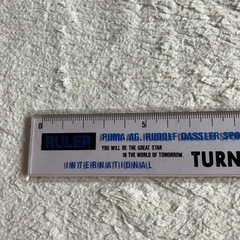 0 5
RULER PUMA AG. RUDOLF DASSLER SPO
YOU WILL BE THE GREAT STAR
IN THE WORLD OF TOMORROW.
INTERNATIONAL
TURN